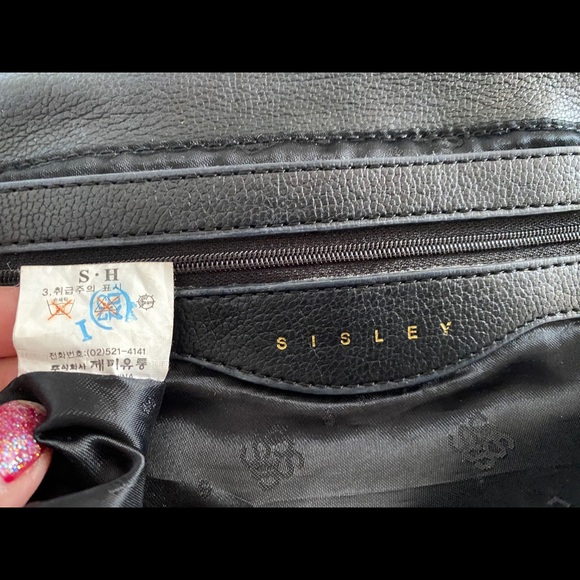 S·H
3.취급주의 표시
I
전화번호:(02)521-4141
주식회사 재미유통
SISLEY